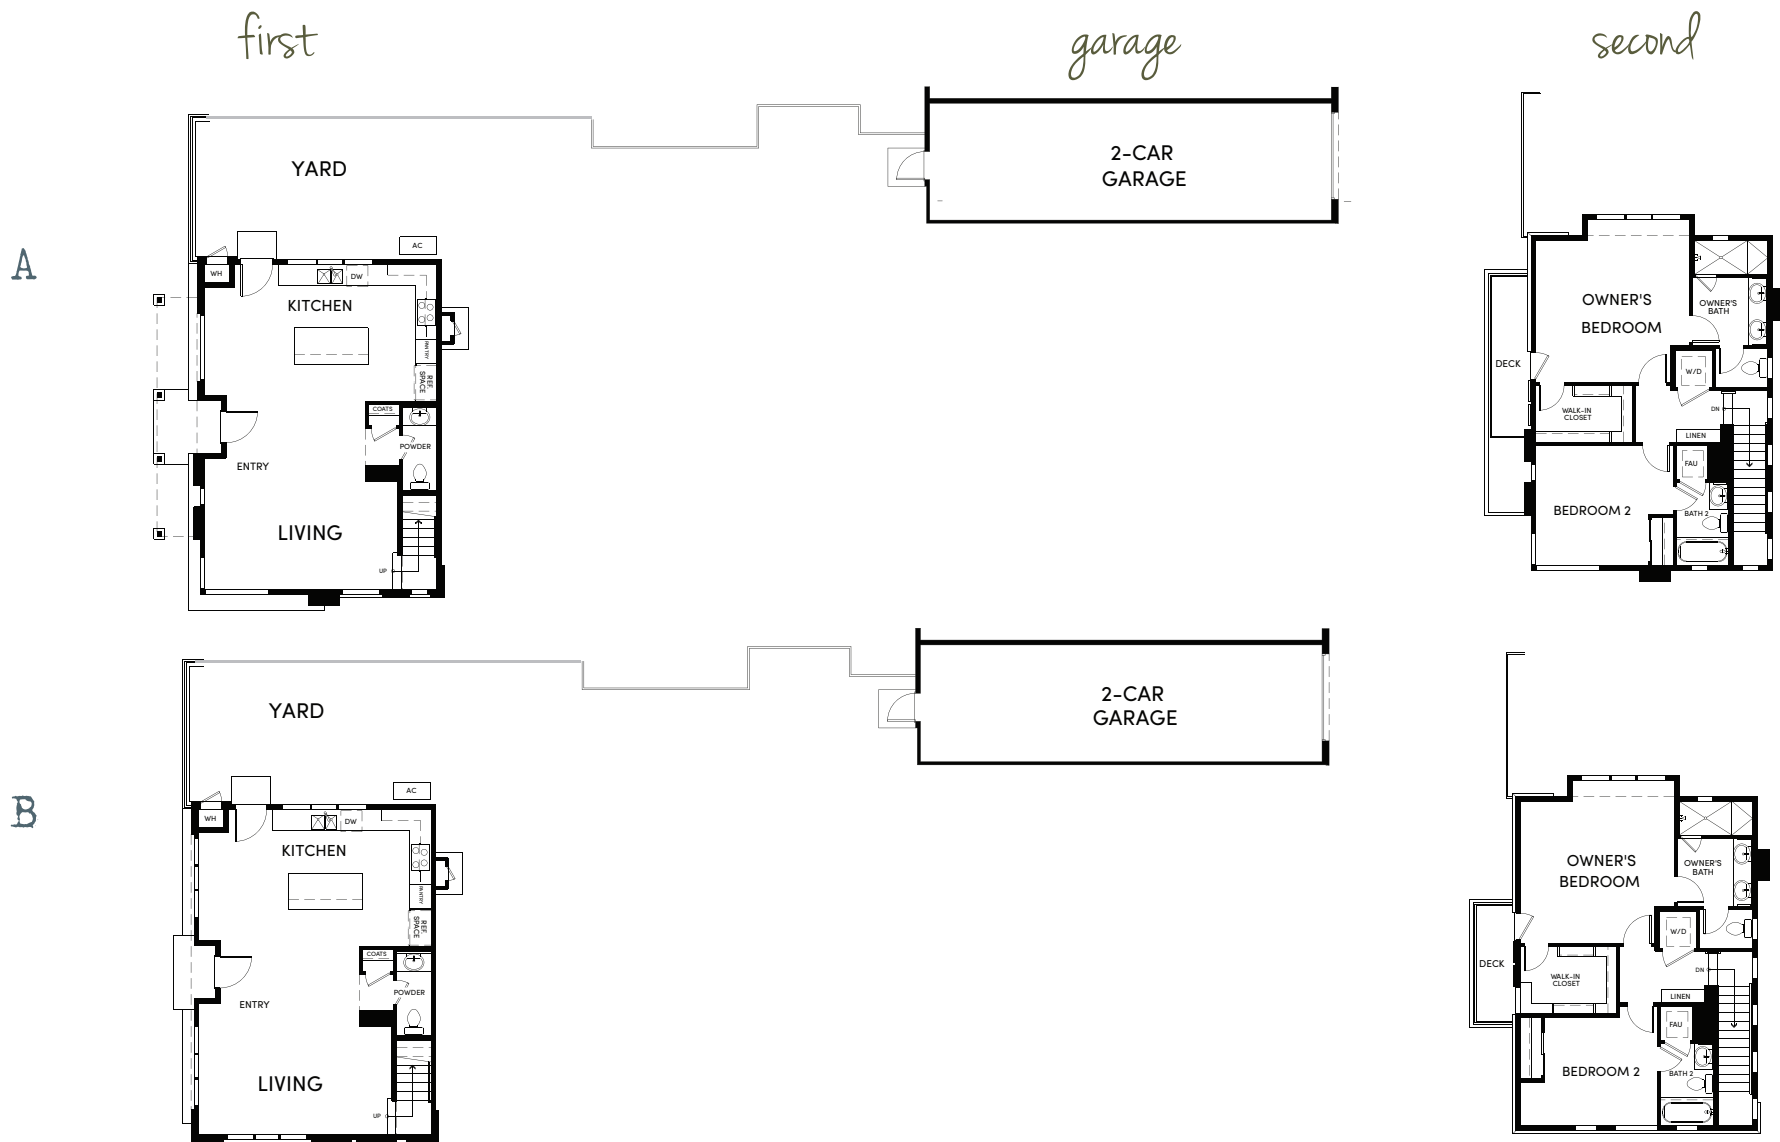 first
garage
second
A
YARD
2-CAR
GARAGE
AC
WH
DW
KITCHEN
PANTRY
REF.
SPACE
COATS
POWDER
ENTRY
LIVING
UP
OWNER'S
BEDROOM
OWNER'S
BATH
DECK
W/D
WALK-IN
CLOSET
DN
LINEN
FAU
BEDROOM 2
BATH 2
B
YARD
2-CAR
GARAGE
AC
WH
DW
KITCHEN
PANTRY
REF.
SPACE
COATS
POWDER
ENTRY
LIVING
UP
OWNER'S
BEDROOM
OWNER'S
BATH
W/D
DECK
WALK-IN
CLOSET
DN
LINEN
FAU
BEDROOM 2
BATH 2